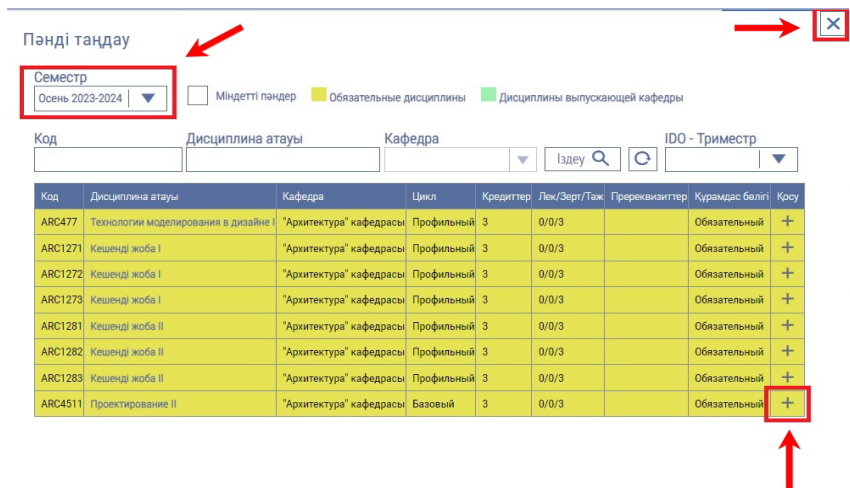 Пәнді таңдау
Семестр
Осень 2023-2024
Міндетті пәндер Обязательные дисциплины Дисциплины выпускающей кафедры
Код Дисциплина атауы Кафедра IDO - Триместр
Іздеу
Код Дисциплина атауы Кафедра Цикл Кредиттер Лек/Зерт/Тәж Пререквизиттер Құрамдас бөлігі Қосу
ARC477 Технологии моделирования в дизайне I "Архитектура" кафедрасы Профильный 3 0/0/3 Обязательный +
ARC1271 Кешенді жоба I "Архитектура" кафедрасы Профильный 3 0/0/3 Обязательный +
ARC1272 Кешенді жоба I "Архитектура" кафедрасы Профильный 3 0/0/3 Обязательный +
ARC1273 Кешенді жоба I "Архитектура" кафедрасы Профильный 3 0/0/3 Обязательный +
ARC1281 Кешенді жоба II "Архитектура" кафедрасы Профильный 3 0/0/3 Обязательный +
ARC1282 Кешенді жоба II "Архитектура" кафедрасы Профильный 3 0/0/3 Обязательный +
ARC1283 Кешенді жоба II "Архитектура" кафедрасы Профильный 3 0/0/3 Обязательный +
ARC4511 Проектирование II "Архитектура" кафедрасы Базовый 3 0/0/3 Обязательный +